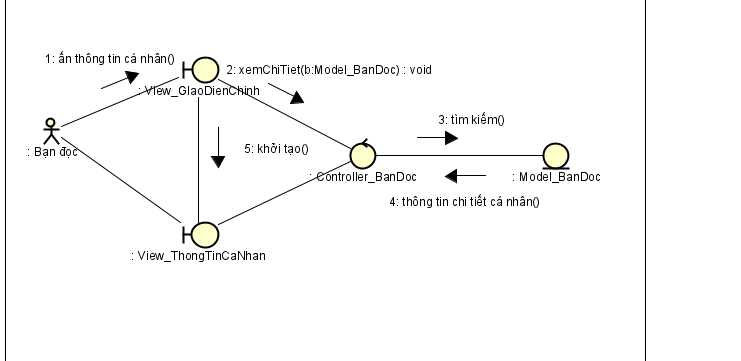 1: ấn thông tin cá nhân()
2: xemChiTiet(b:Model_BanDoc) : void
: View_GiaoDienChinh
3: tìm kiếm()
: Bạn đọc
5: khởi tạo()
: Controller_BanDoc
: Model_BanDoc
4: thông tin chi tiết cá nhân()
: View_ThongTinCaNhan